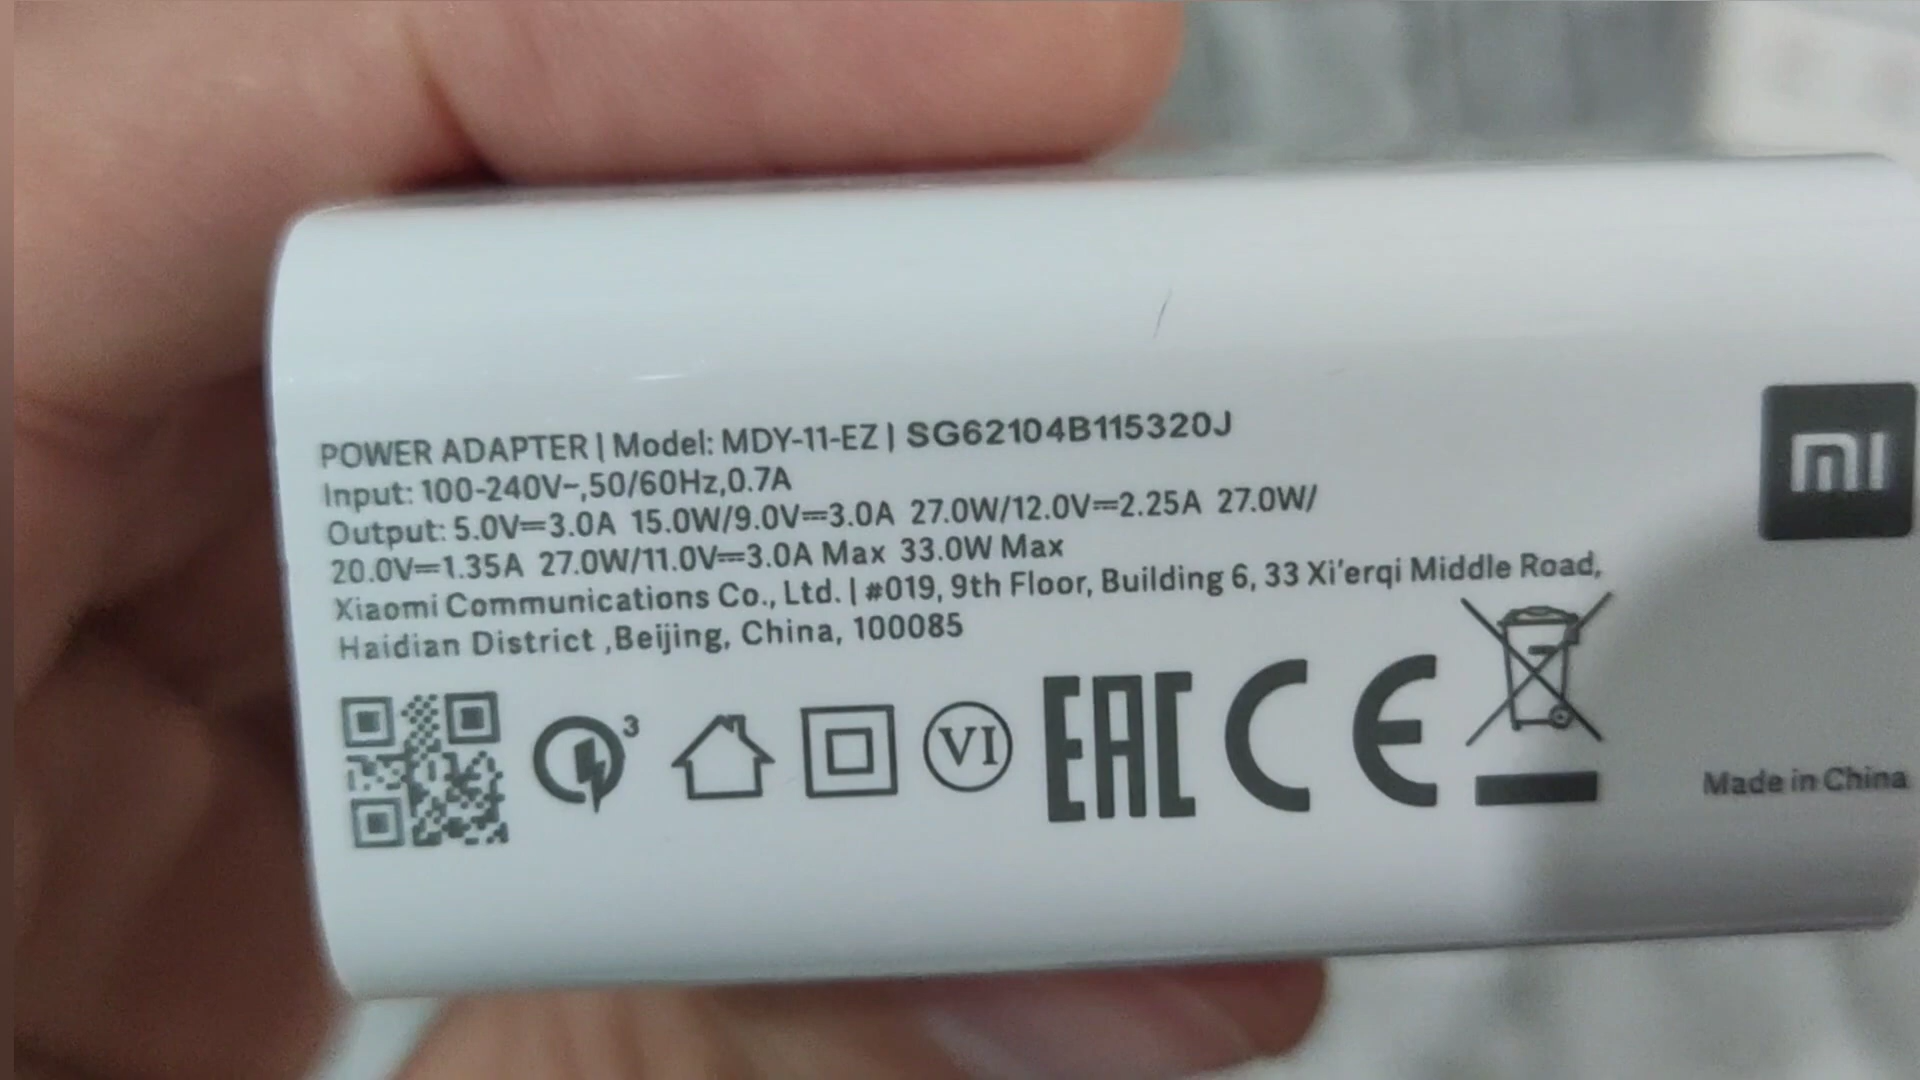 POWER ADAPTER | Model: MDY-11-EZ | SG62104B115320J
Input: 100-240V~,50/60Hz,0.7A
Output: 5.0V⎓3.0A 15.0W/9.0V⎓3.0A 27.0W/12.0V⎓2.25A 27.0W/
20.0V⎓1.35A 27.0W/11.0V⎓3.0A Max 33.0W Max
Xiaomi Communications Co., Ltd. | #019, 9th Floor, Building 6, 33 Xi'erqi Middle Road,
Haidian District ,Beijing, China, 100085
mi
3 VI EAC CE
Made in China